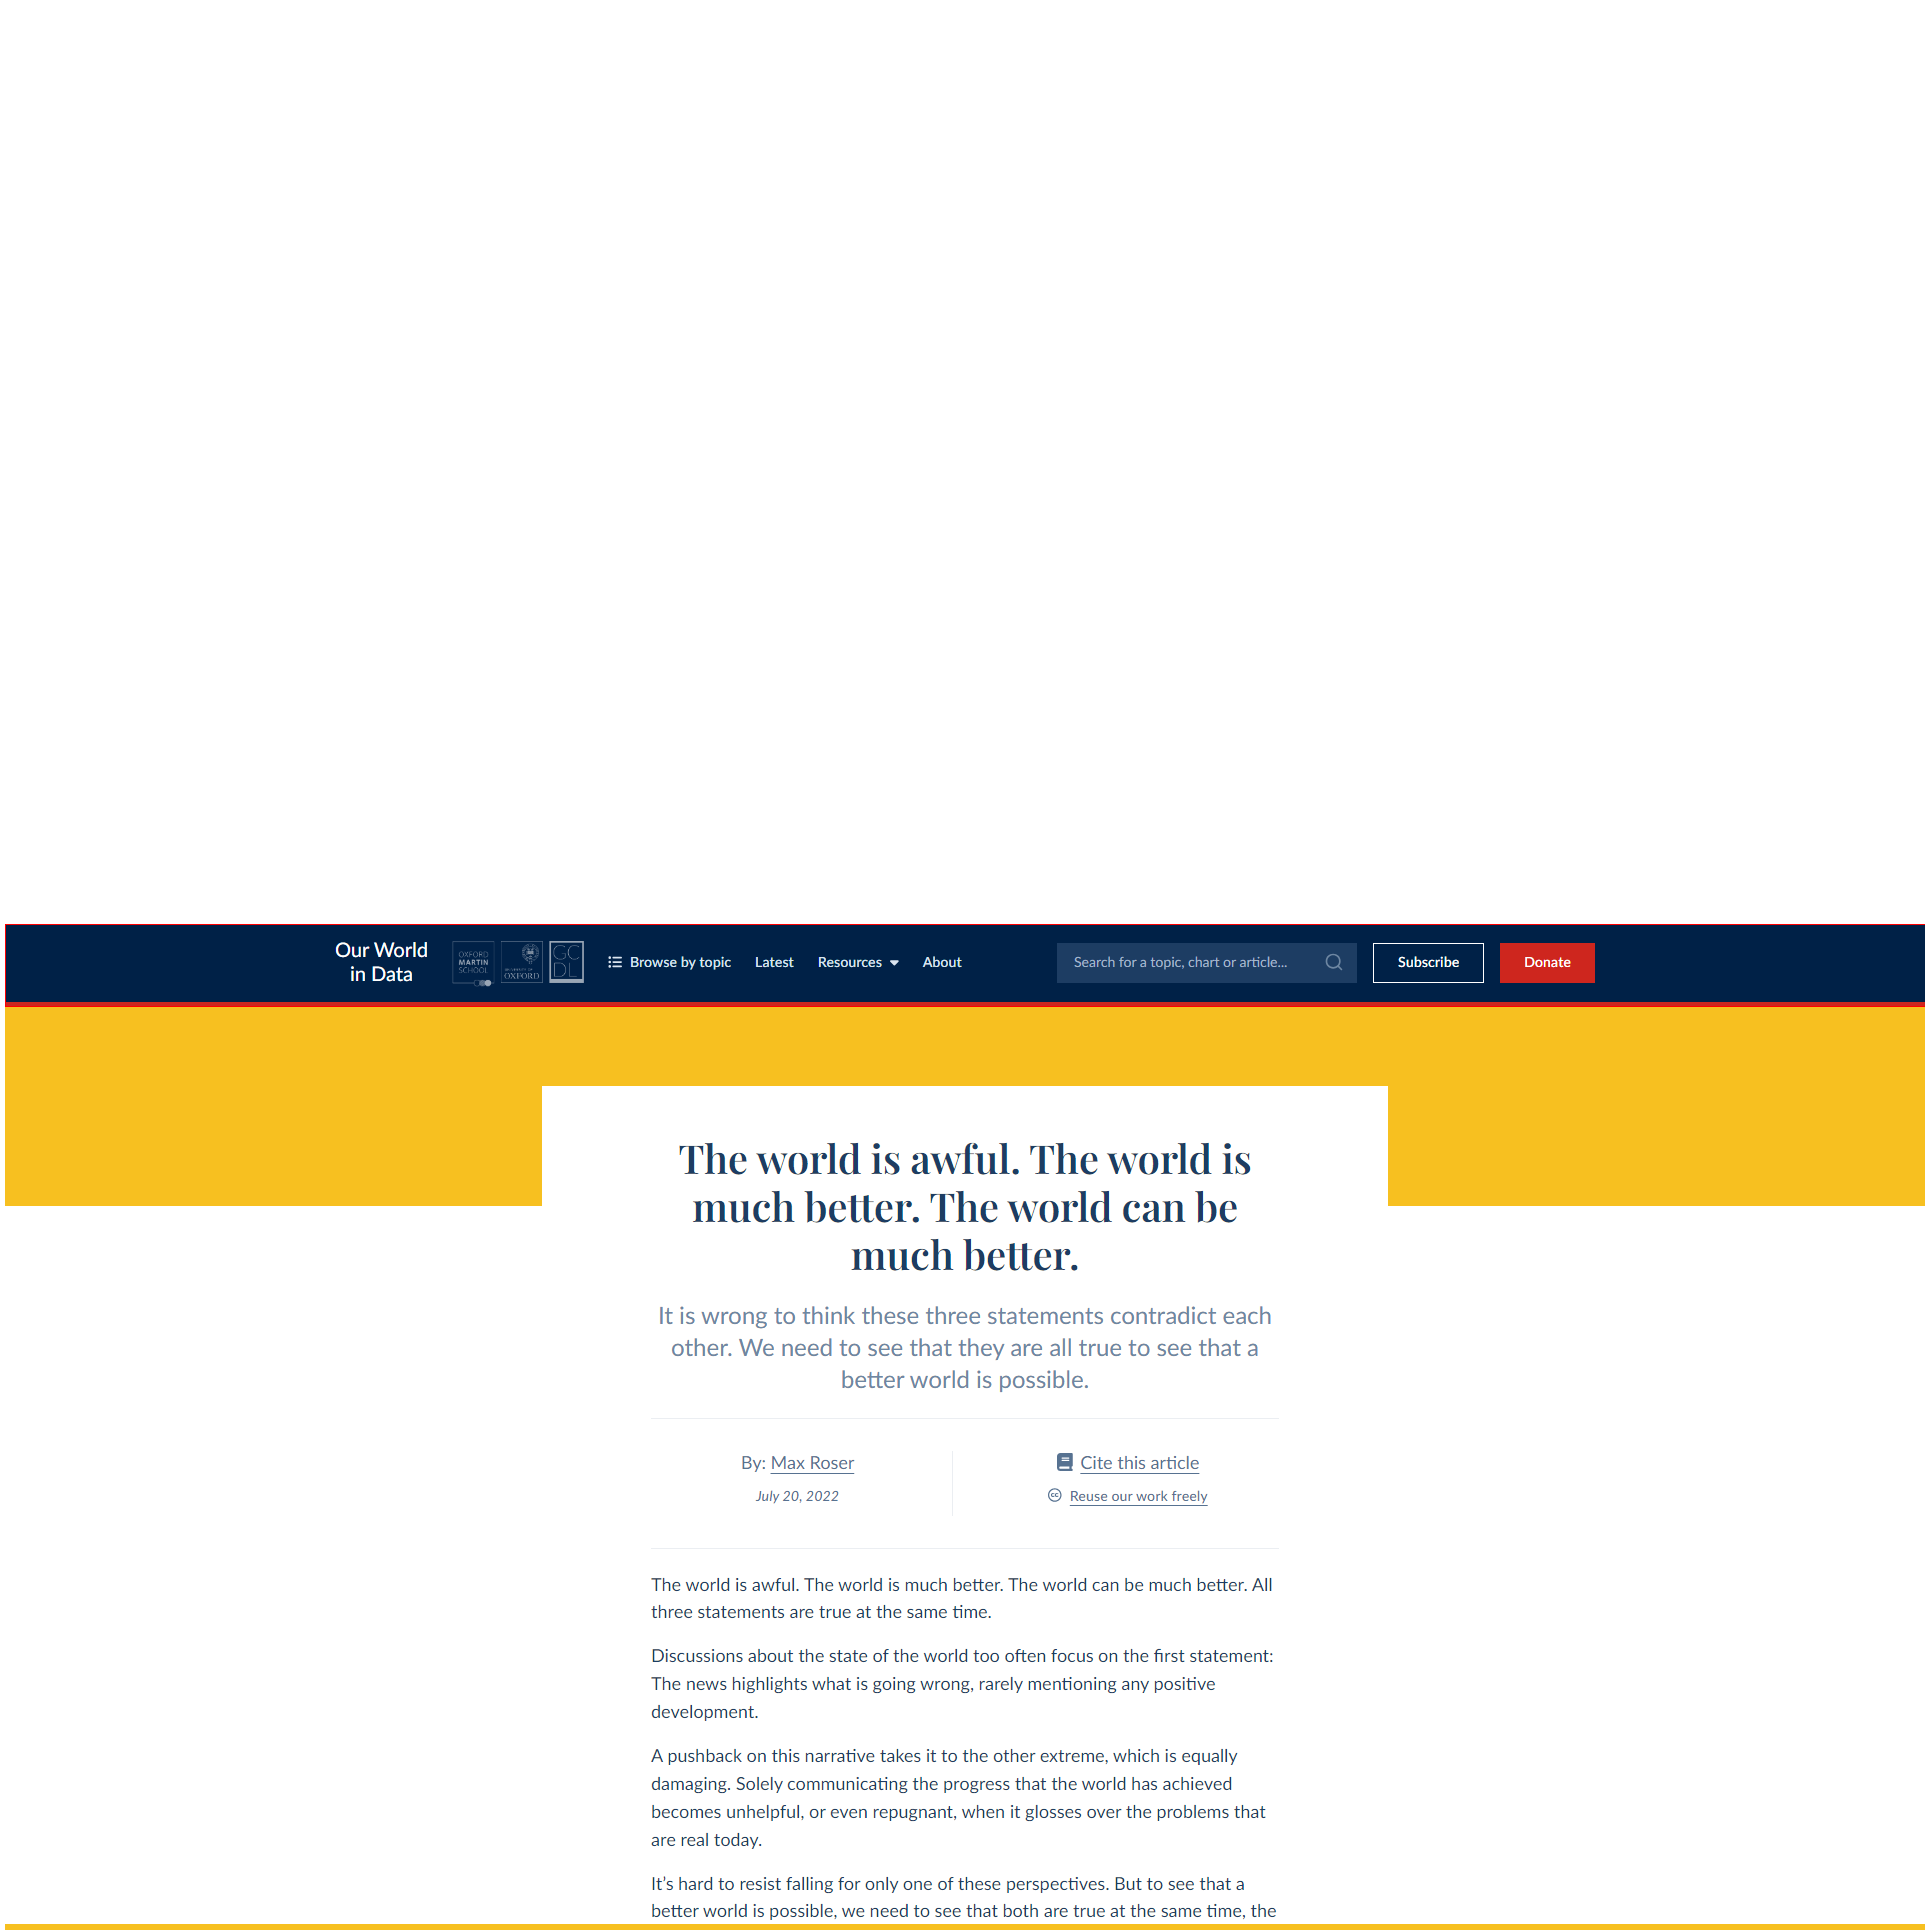 Our World
in Data
OXFORD
MARTIN
SCHOOL
UNIVERSITY OF
OXFORD
GC
DL
Browse by topic
Latest
Resources
About
Search for a topic, chart or article...
Subscribe
Donate
The world is awful. The world is
much better. The world can be
much better.
It is wrong to think these three statements contradict each
other. We need to see that they are all true to see that a
better world is possible.
By: Max Roser
July 20, 2022
Cite this article
Reuse our work freely
The world is awful. The world is much better. The world can be much better. All
three statements are true at the same time.
Discussions about the state of the world too often focus on the first statement:
The news highlights what is going wrong, rarely mentioning any positive
development.
A pushback on this narrative takes it to the other extreme, which is equally
damaging. Solely communicating the progress that the world has achieved
becomes unhelpful, or even repugnant, when it glosses over the problems that
are real today.
It’s hard to resist falling for only one of these perspectives. But to see that a
better world is possible, we need to see that both are true at the same time, the